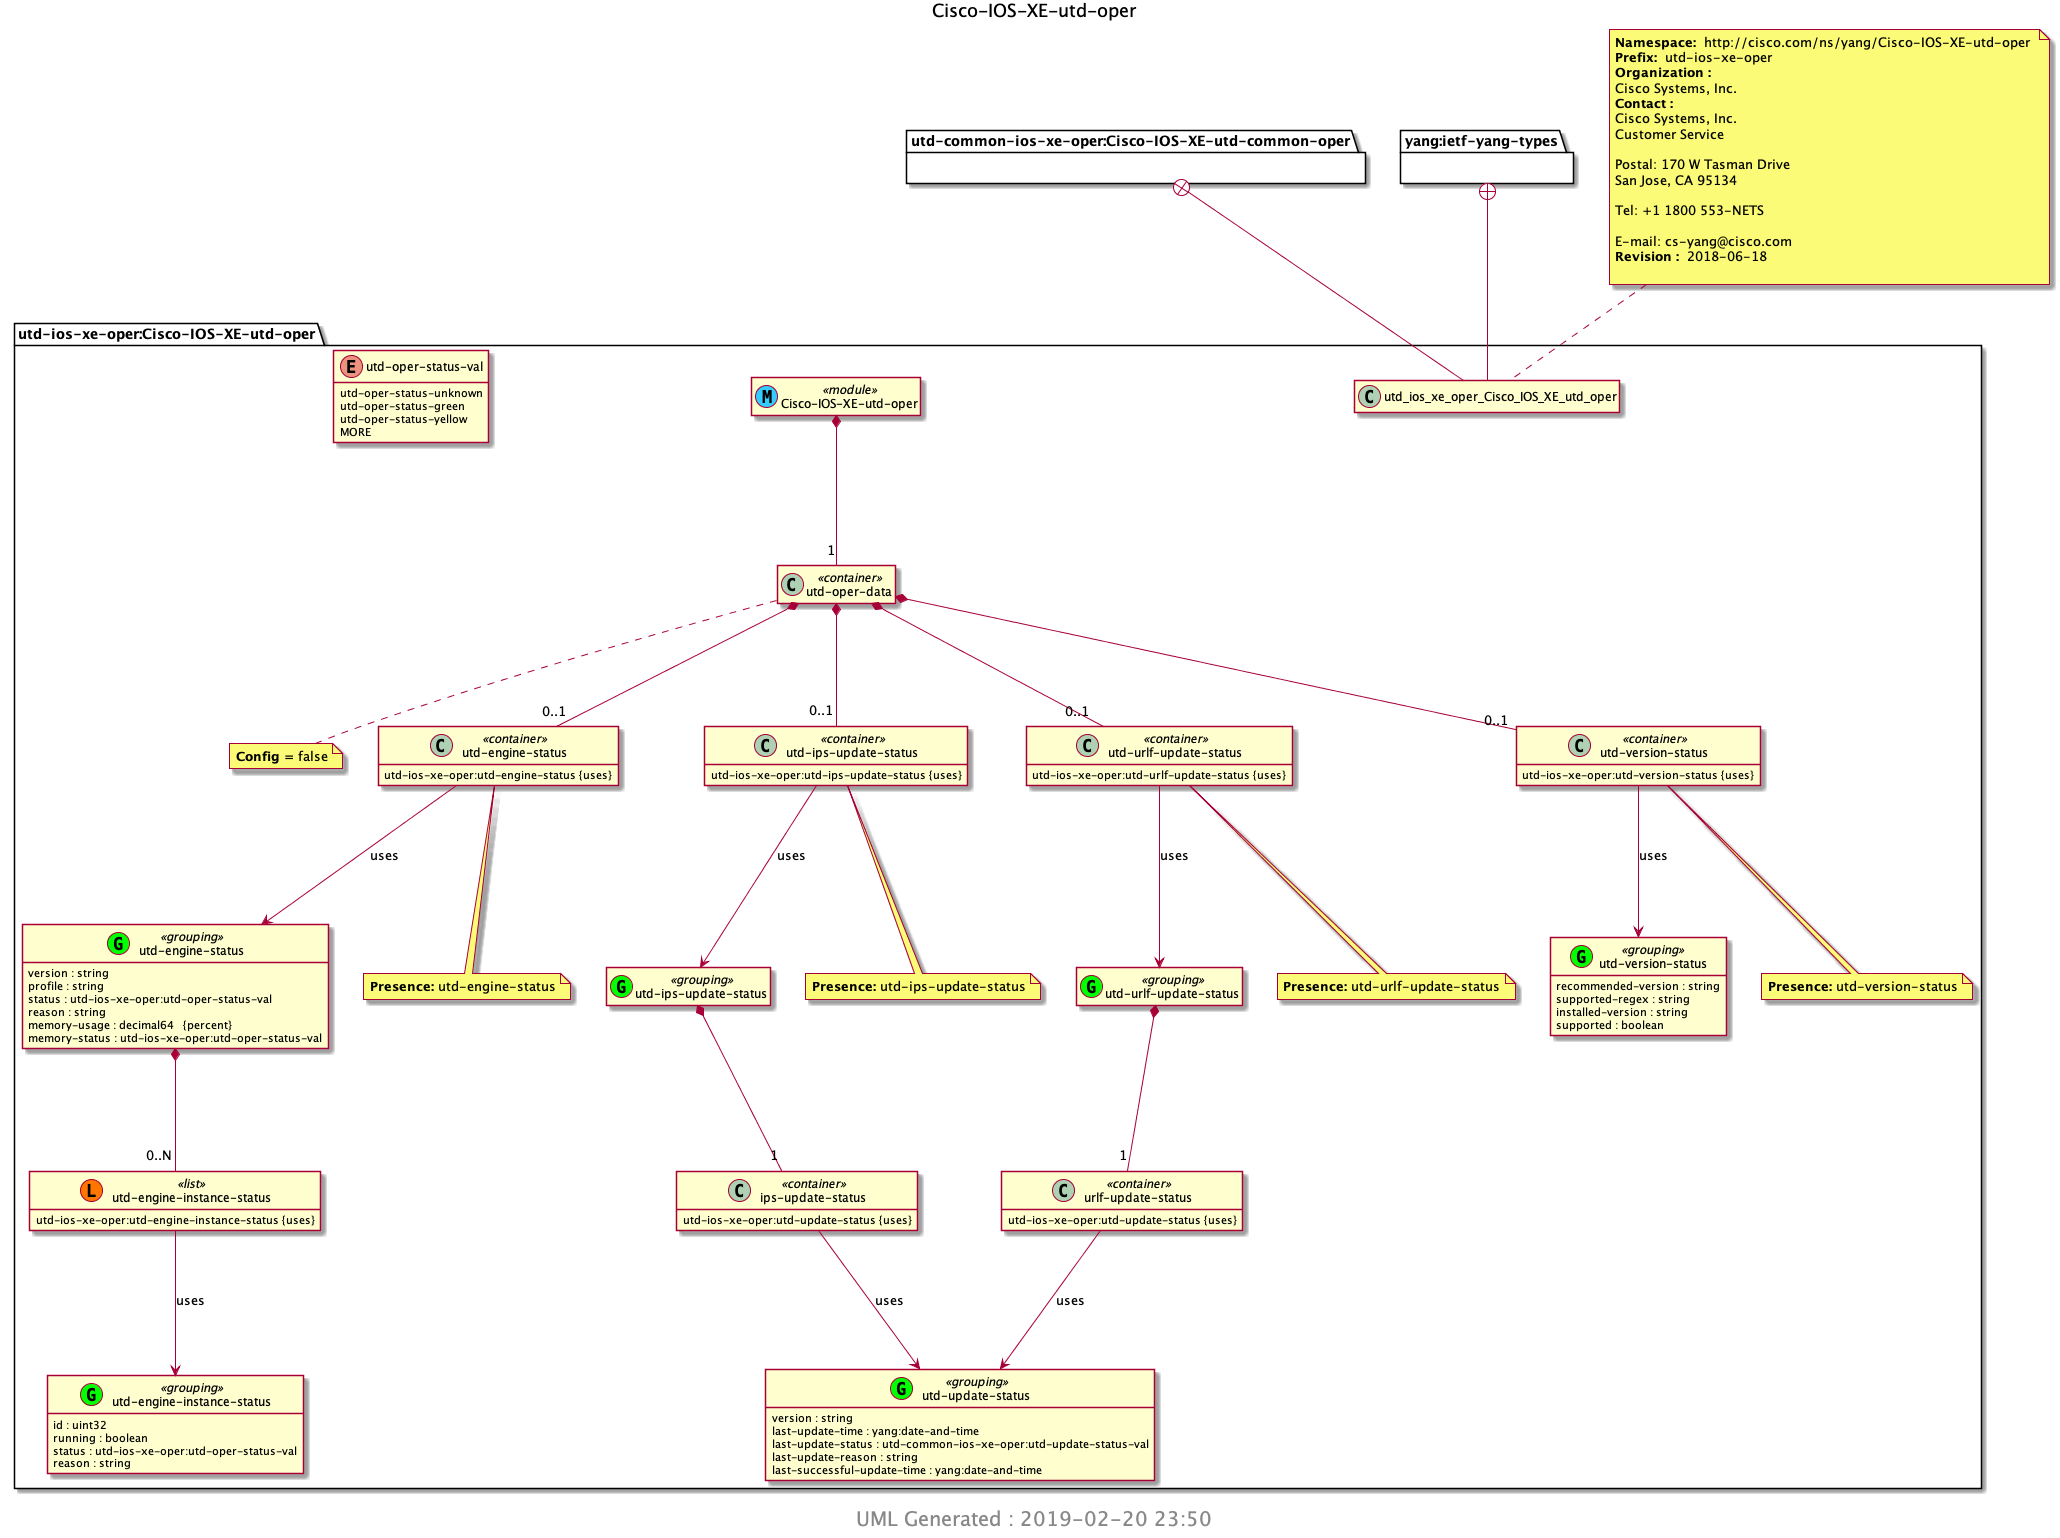 Cisco-IOS-XE-utd-oper
Namespace: http://cisco.com/ns/yang/Cisco-IOS-XE-utd-oper
Prefix: utd-ios-xe-oper
Organization :
Cisco Systems, Inc.
Contact :
Cisco Systems, Inc.
Customer Service
Postal: 170 W Tasman Drive
San Jose, CA 95134
Tel: +1 1800 553-NETS
E-mail: cs-yang@cisco.com
Revision : 2018-06-18
utd-common-ios-xe-oper:Cisco-IOS-XE-utd-common-oper
yang:ietf-yang-types
utd-ios-xe-oper:Cisco-IOS-XE-utd-oper
E utd-oper-status-val
utd-oper-status-unknown
utd-oper-status-green
utd-oper-status-yellow
MORE
M
«module»
Cisco-IOS-XE-utd-oper
C utd_ios_xe_oper_Cisco_IOS_XE_utd_oper
1
C
«container»
utd-oper-data
0..1
0..1
0..1
0..1
Config = false
C
«container»
utd-engine-status
utd-ios-xe-oper:utd-engine-status {uses}
C
«container»
utd-ips-update-status
utd-ios-xe-oper:utd-ips-update-status {uses}
C
«container»
utd-urlf-update-status
utd-ios-xe-oper:utd-urlf-update-status {uses}
C
«container»
utd-version-status
utd-ios-xe-oper:utd-version-status {uses}
uses
uses
uses
uses
G
«grouping»
utd-engine-status
version : string
profile : string
status : utd-ios-xe-oper:utd-oper-status-val
reason : string
memory-usage : decimal64 {percent}
memory-status : utd-ios-xe-oper:utd-oper-status-val
Presence: utd-engine-status
G
«grouping»
utd-ips-update-status
Presence: utd-ips-update-status
G
«grouping»
utd-urlf-update-status
Presence: utd-urlf-update-status
G
«grouping»
utd-version-status
recommended-version : string
supported-regex : string
installed-version : string
supported : boolean
Presence: utd-version-status
0..N
1
1
L
«list»
utd-engine-instance-status
utd-ios-xe-oper:utd-engine-instance-status {uses}
C
«container»
ips-update-status
utd-ios-xe-oper:utd-update-status {uses}
C
«container»
urlf-update-status
utd-ios-xe-oper:utd-update-status {uses}
uses
uses
uses
G
«grouping»
utd-engine-instance-status
id : uint32
running : boolean
status : utd-ios-xe-oper:utd-oper-status-val
reason : string
G
«grouping»
utd-update-status
version : string
last-update-time : yang:date-and-time
last-update-status : utd-common-ios-xe-oper:utd-update-status-val
last-update-reason : string
last-successful-update-time : yang:date-and-time
UML Generated : 2019-02-20 23:50